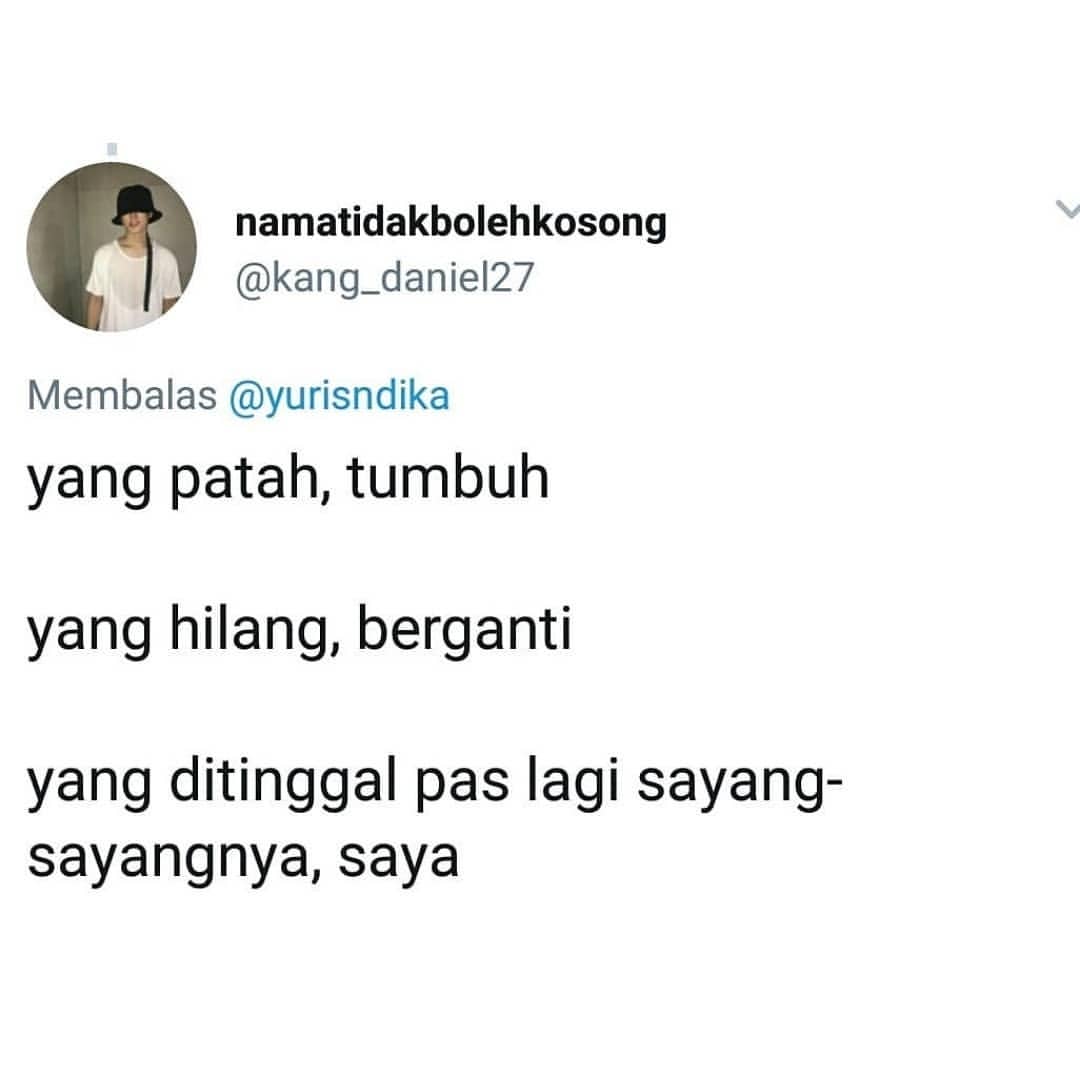 namatidakbolehkosong
@kang_daniel27
Membalas @yurisndika
yang patah, tumbuh
yang hilang, berganti
yang ditinggal pas lagi sayang-
sayangnya, saya